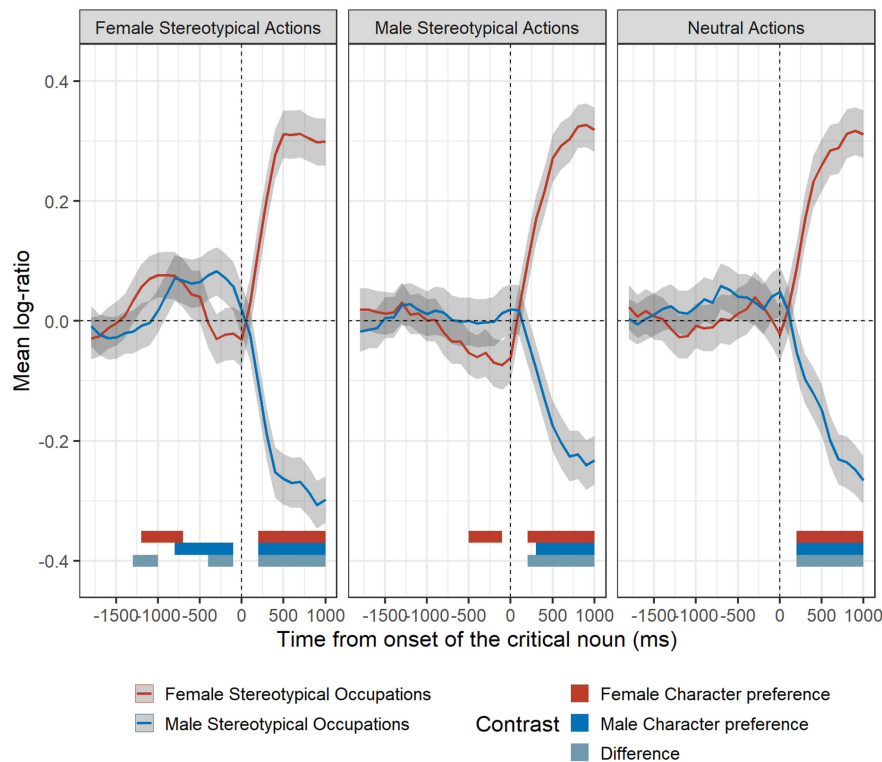 Female Stereotypical Actions
Male Stereotypical Actions
Neutral Actions
0.4
0.2
0.0
-0.2
-0.4
Mean log-ratio
-1500 -1000 -500 0 500 1000
-1500 -1000 -500 0 500 1000
-1500 -1000 -500 0 500 1000
Time from onset of the critical noun (ms)
Female Stereotypical Occupations
Male Stereotypical Occupations
Contrast
Female Character preference
Male Character preference
Difference